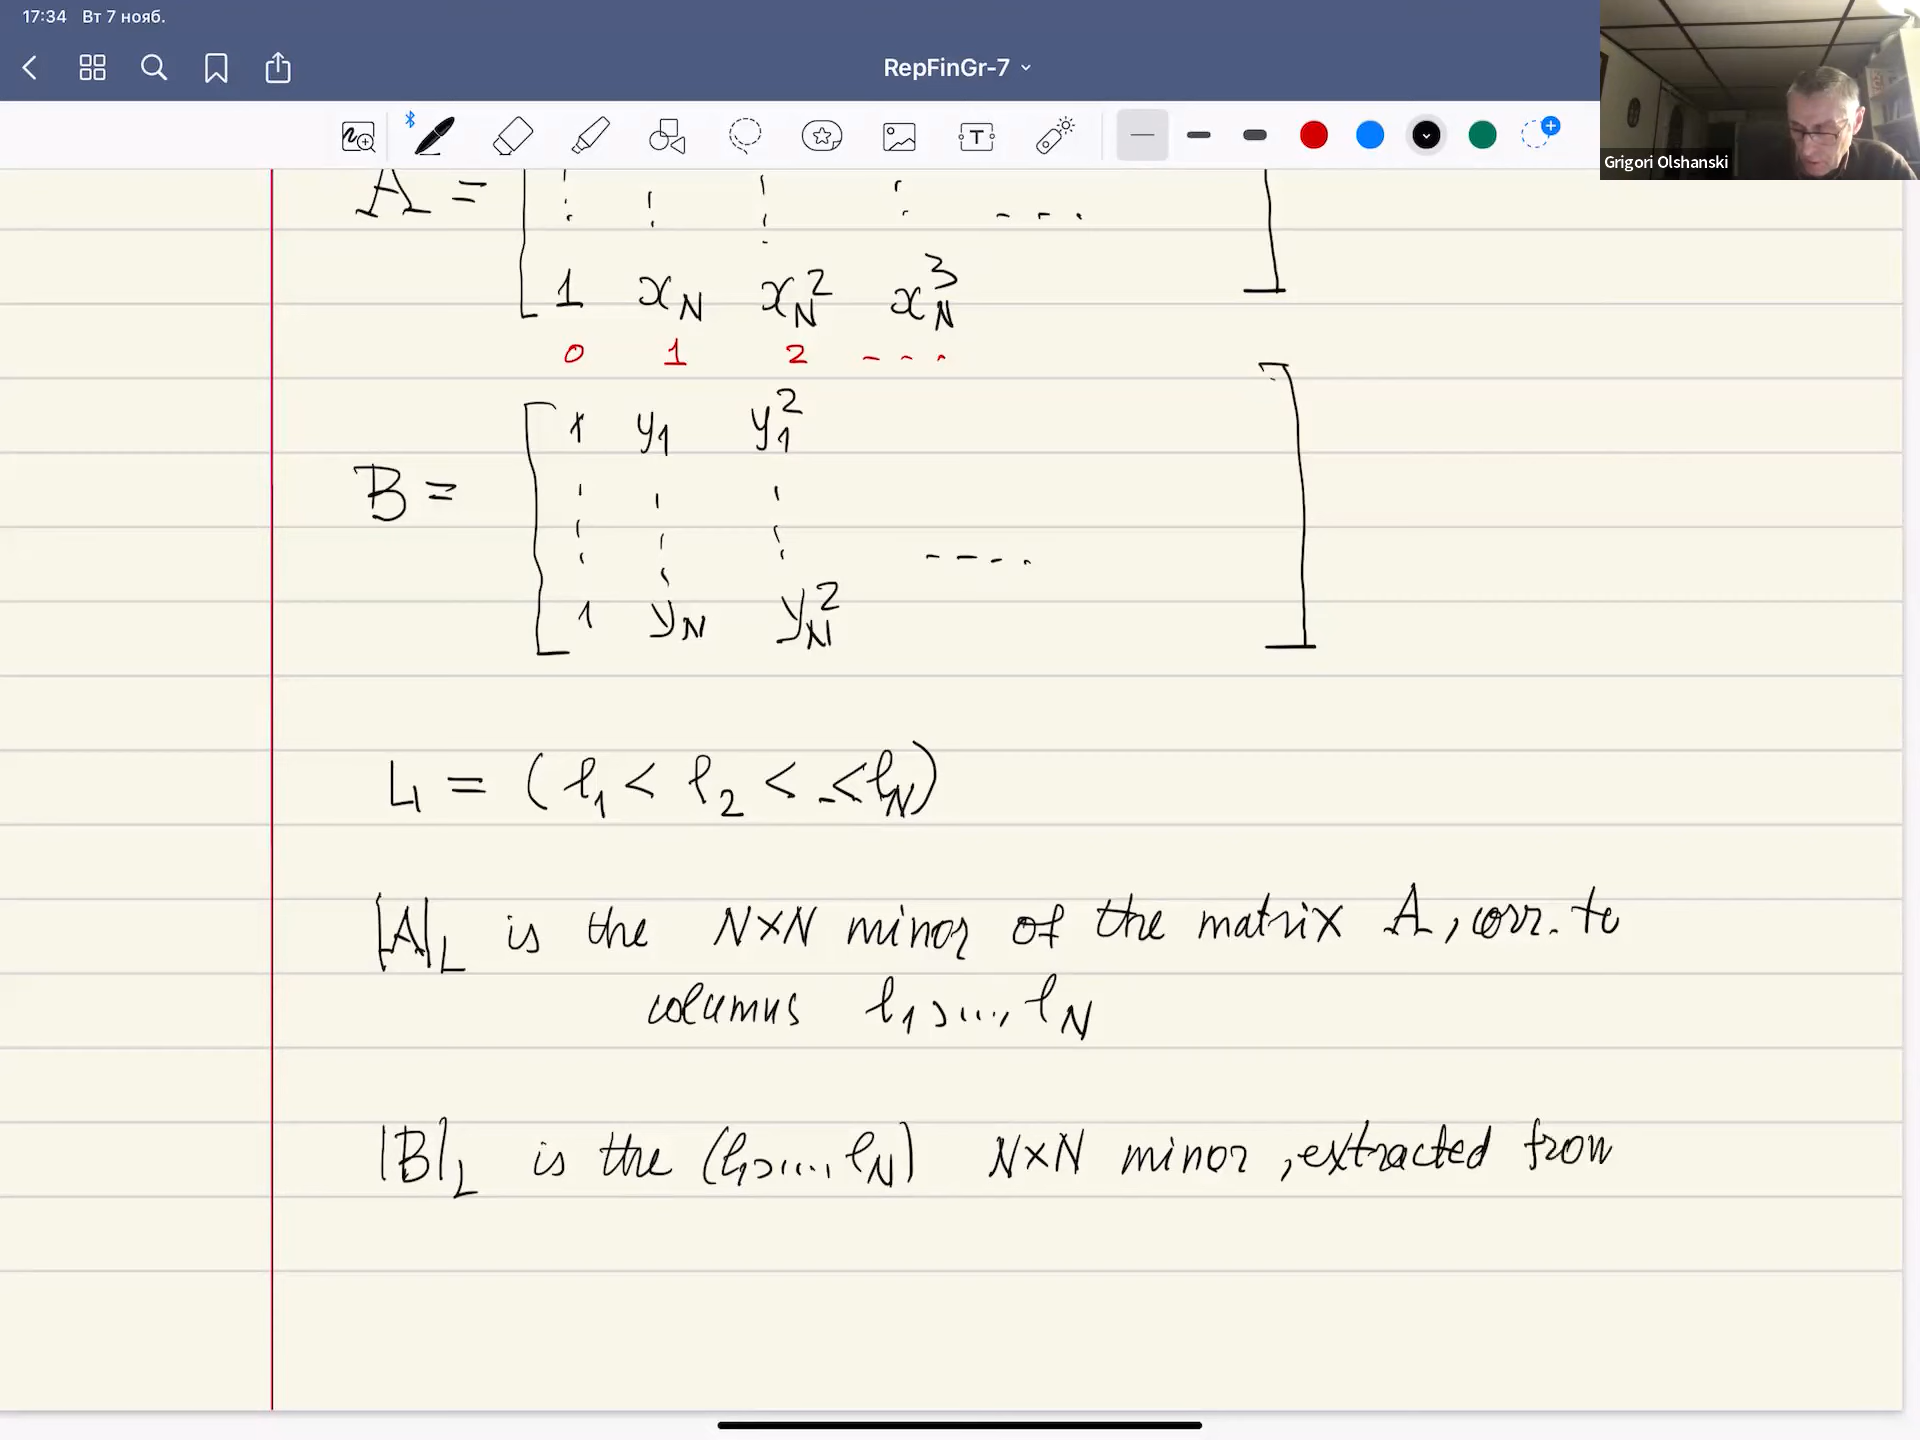 17:34 Вт 7 нояб.
RepFinGr-7
Grigori Olshanski
A =
1 x_N x_N^2 x_N^3
0 1 2 - - -
1 y_1 y_1^2
B =
- - - -
1 y_N y_N^2
L = (l_1 < l_2 < .. < l_N)
|A|_L is the N×N minor of the matrix A, corr. to
columns l_1, ..., l_N
|B|_L is the (l_1, ..., l_N) N×N minor, extracted from